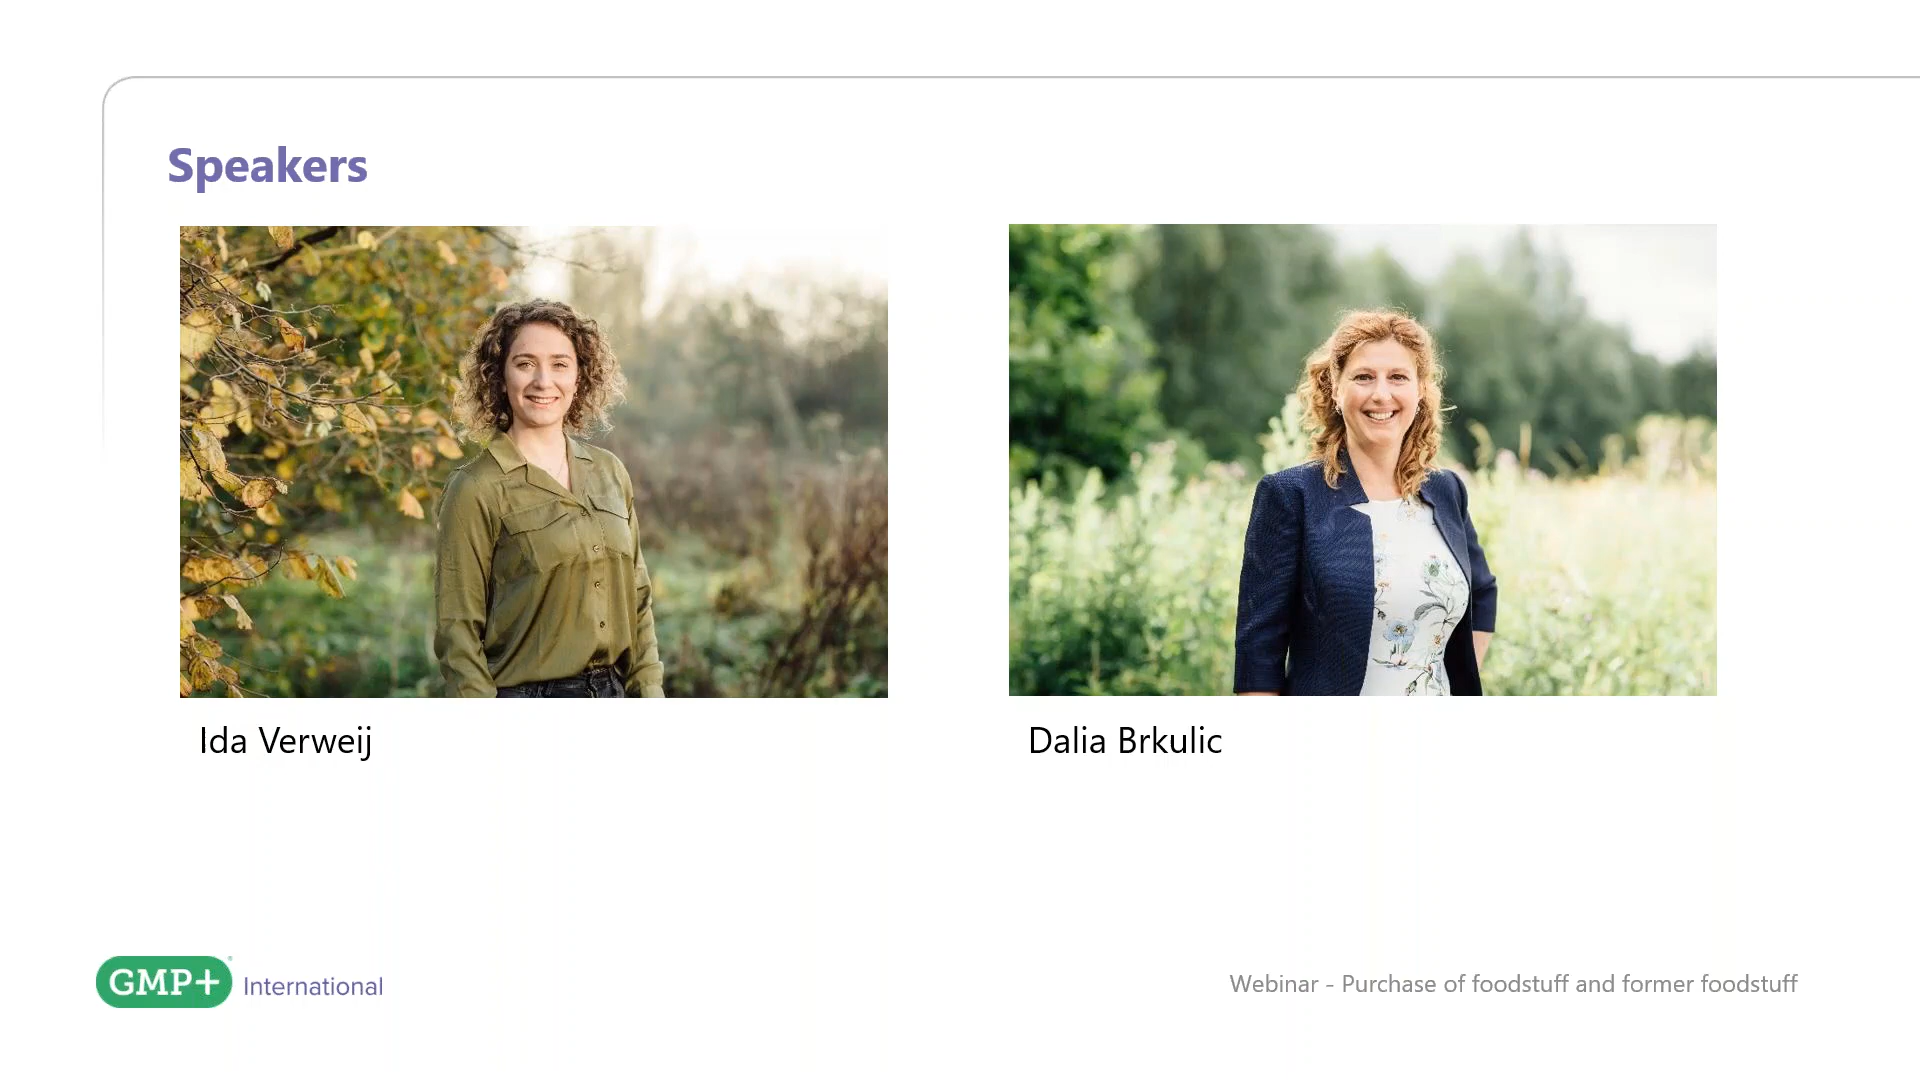 Speakers
Ida Verweij
Dalia Brkulic
GMP+ International
Webinar - Purchase of foodstuff and former foodstuff